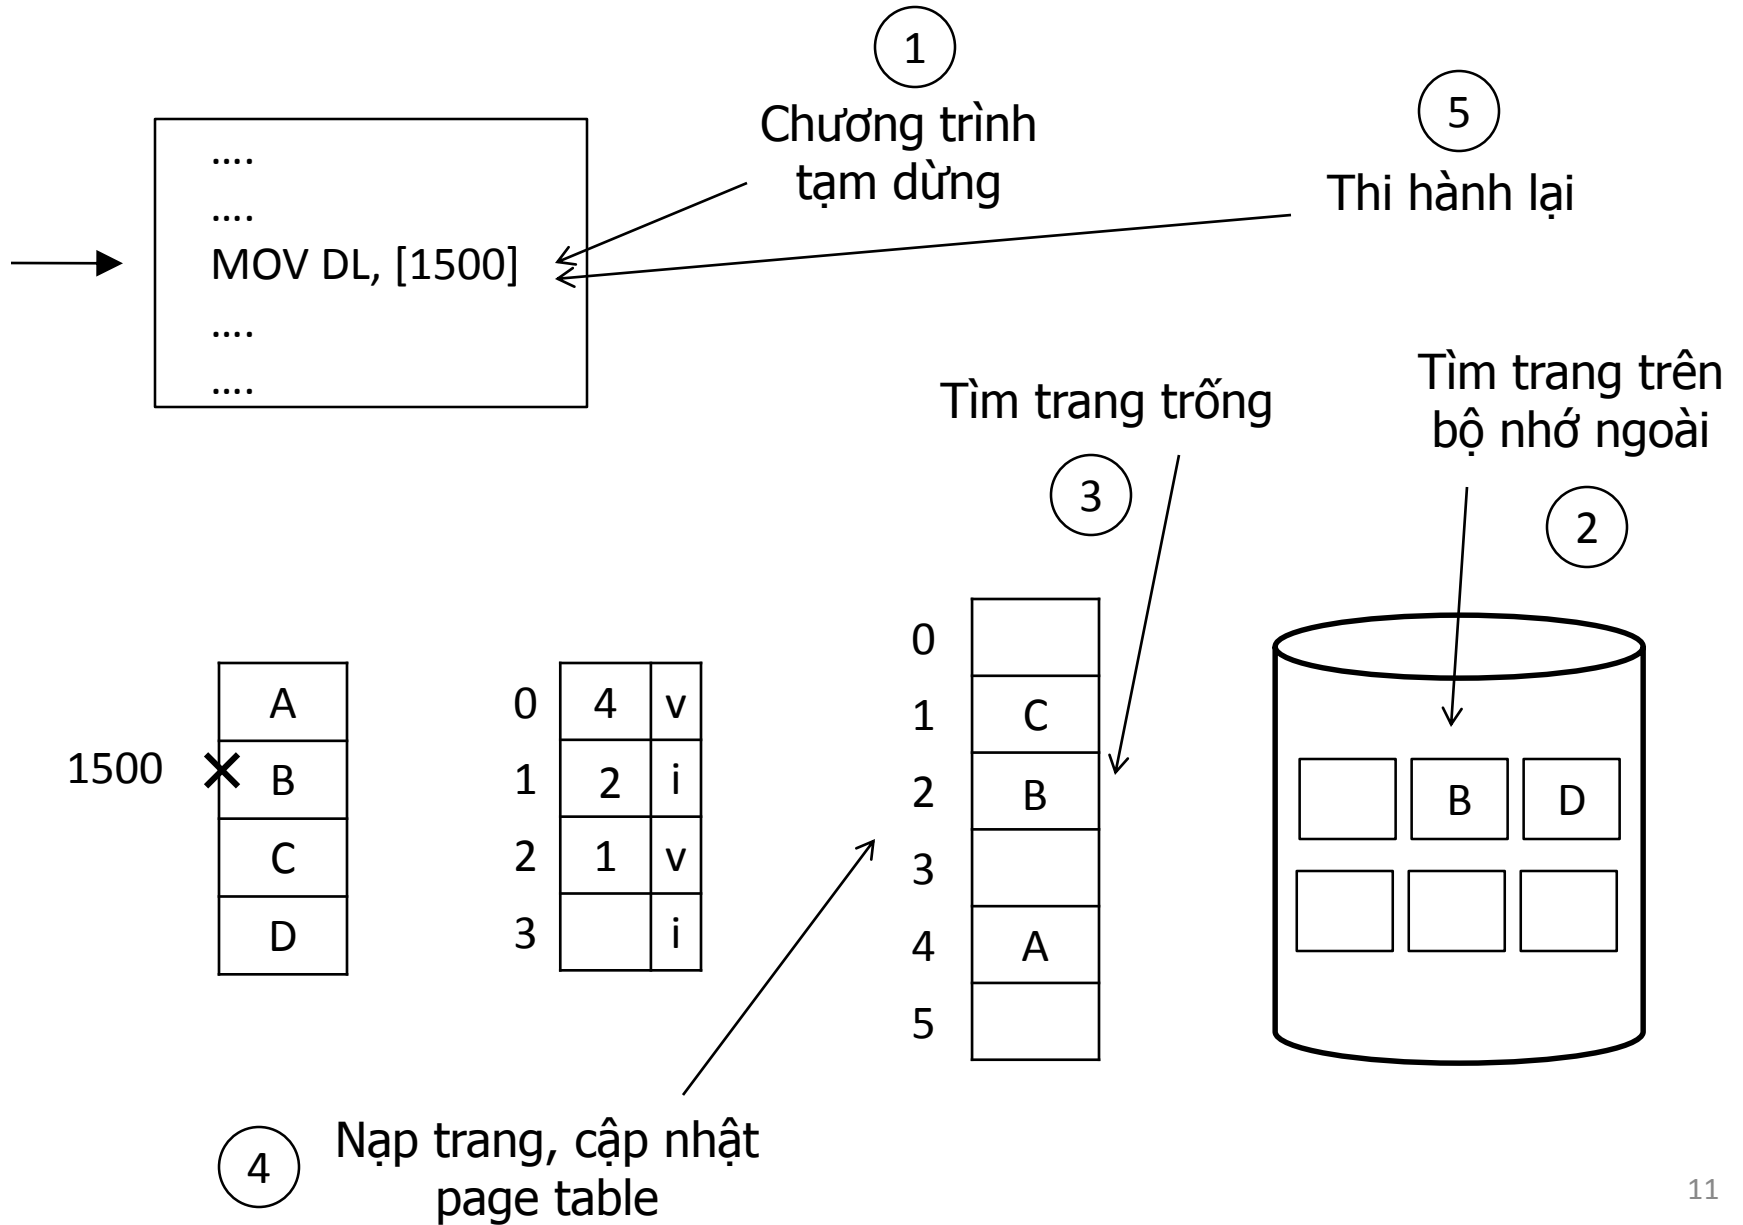 1
Chương trình
tạm dừng
5
Thi hành lại
....
....
MOV DL, [1500]
....
....
Tìm trang trống
3
Tìm trang trên
bộ nhớ ngoài
2
1500
A
B
C
D
0 4 v
1 2 i
2 1 v
3 i
0
1 C
2 B
3
4 A
5
B D
4
Nạp trang, cập nhật
page table
11